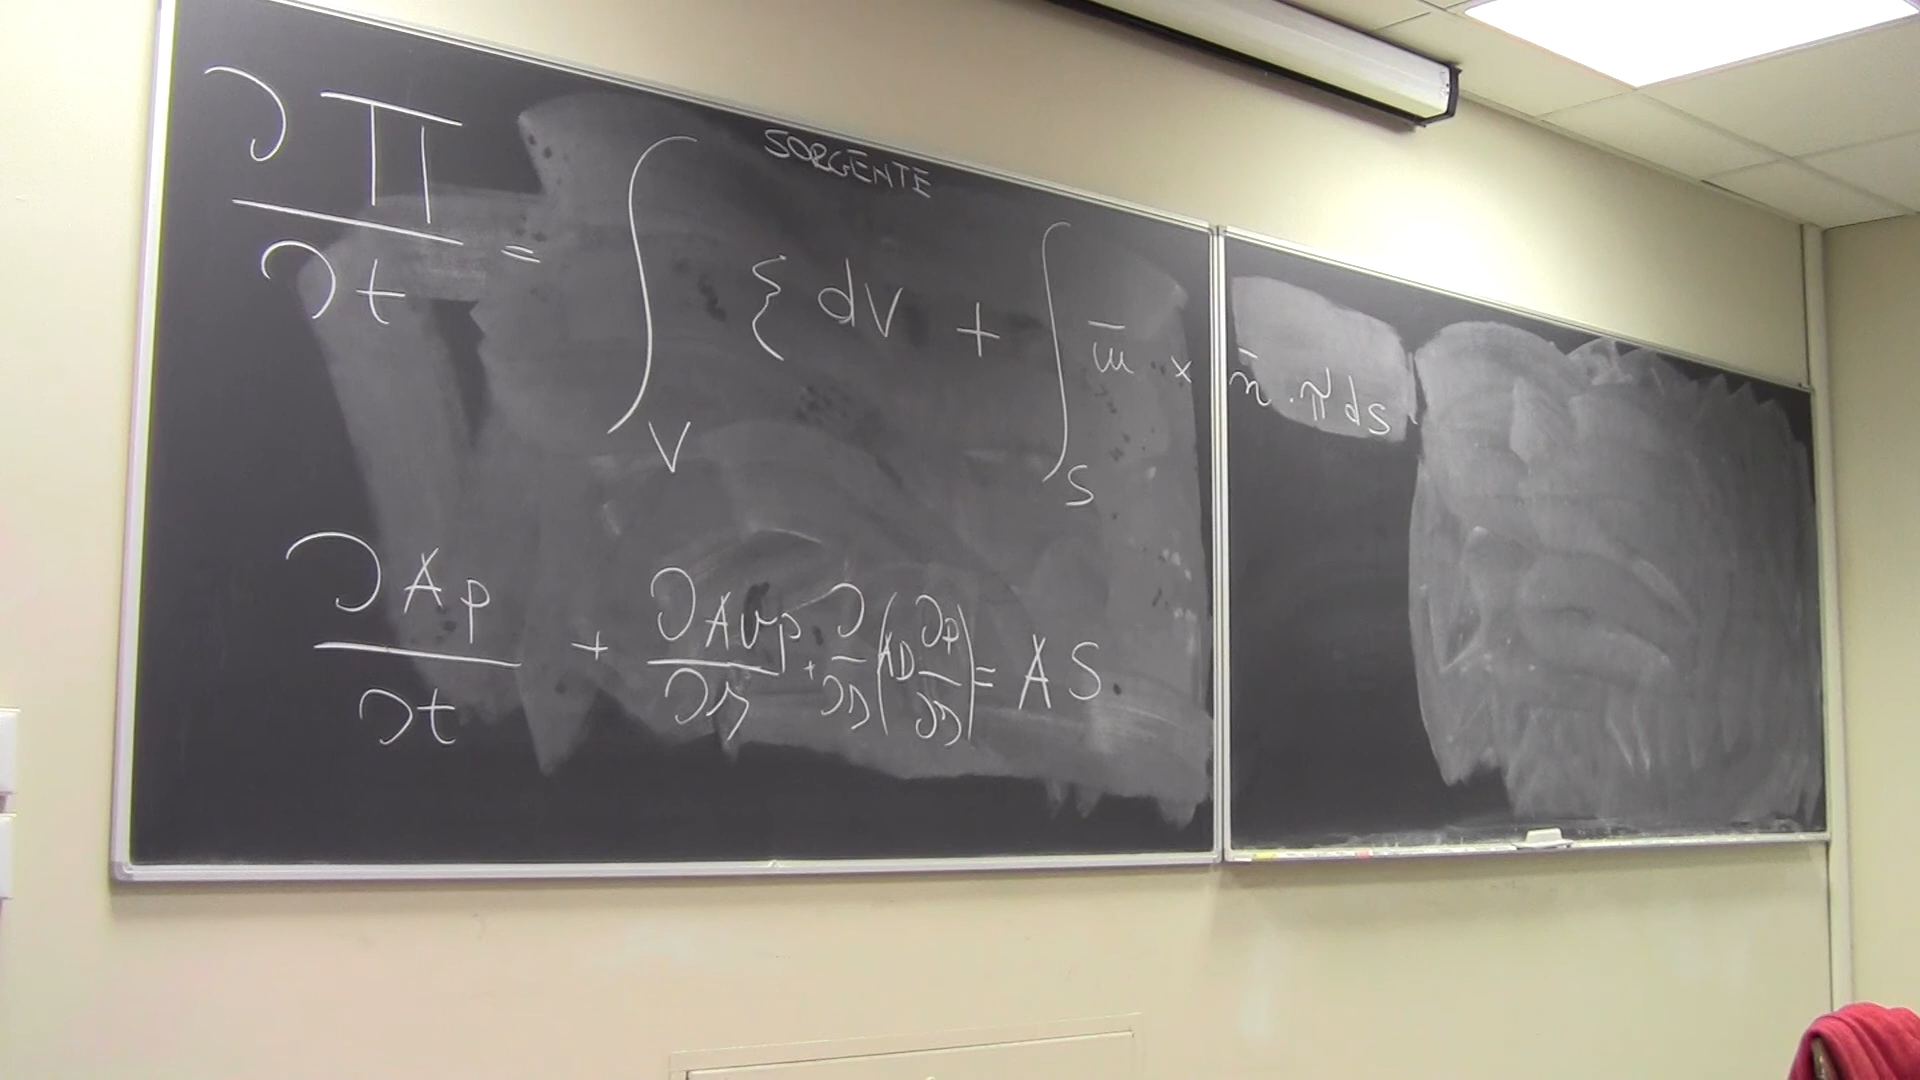 SORGENTE
∂Π/∂t = ∫_V ξ dV + ∫_S ū × n̄ · π ds
∂Ap/∂t + ∂Avp/∂s + ∂/∂s (AD ∂p/∂s) = AS